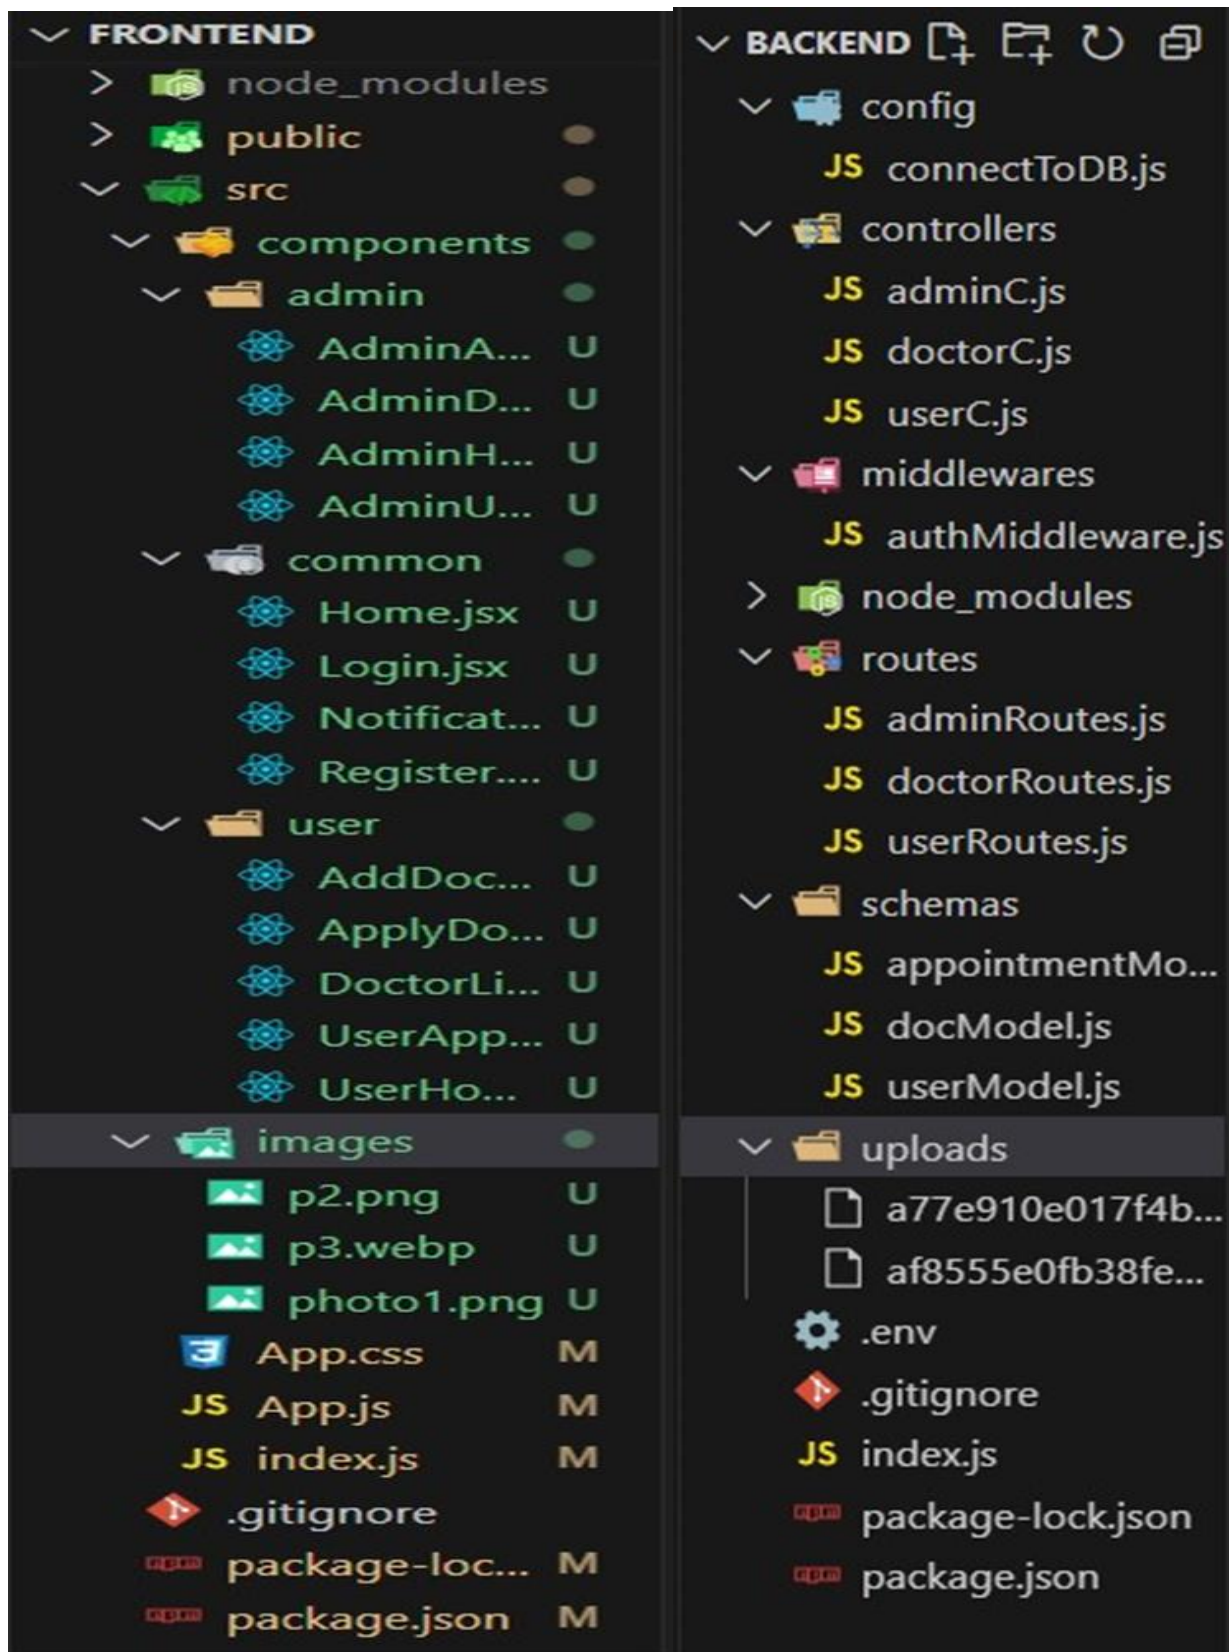 FRONTEND
node_modules
public
src
components
admin
AdminA... U
AdminD... U
AdminH... U
AdminU... U
common
Home.jsx U
Login.jsx U
Notificat... U
Register.... U
user
AddDoc... U
ApplyDo... U
DoctorLi... U
UserApp... U
UserHo... U
images
p2.png U
p3.webp U
photo1.png U
App.css M
JS App.js M
JS index.js M
.gitignore
package-loc... M
package.json M
BACKEND
config
JS connectToDB.js
controllers
JS adminC.js
JS doctorC.js
JS userC.js
middlewares
JS authMiddleware.js
node_modules
routes
JS adminRoutes.js
JS doctorRoutes.js
JS userRoutes.js
schemas
JS appointmentMo...
JS docModel.js
JS userModel.js
uploads
a77e910e017f4b...
af8555e0fb38fe...
.env
.gitignore
JS index.js
package-lock.json
package.json